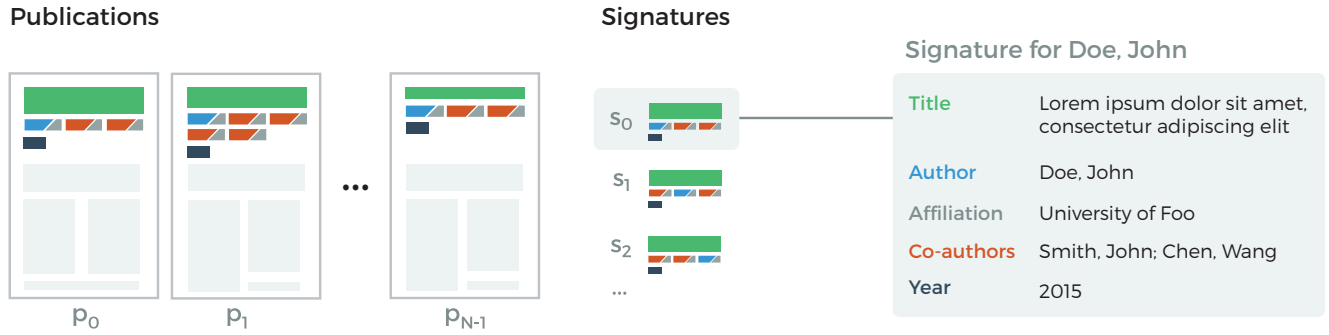 Publications
Signatures
p0
p1
...
pN-1
s0
s1
s2
...
Signature for Doe, John
Title
Lorem ipsum dolor sit amet,
consectetur adipiscing elit
Author
Doe, John
Affiliation
University of Foo
Co-authors
Smith, John; Chen, Wang
Year
2015